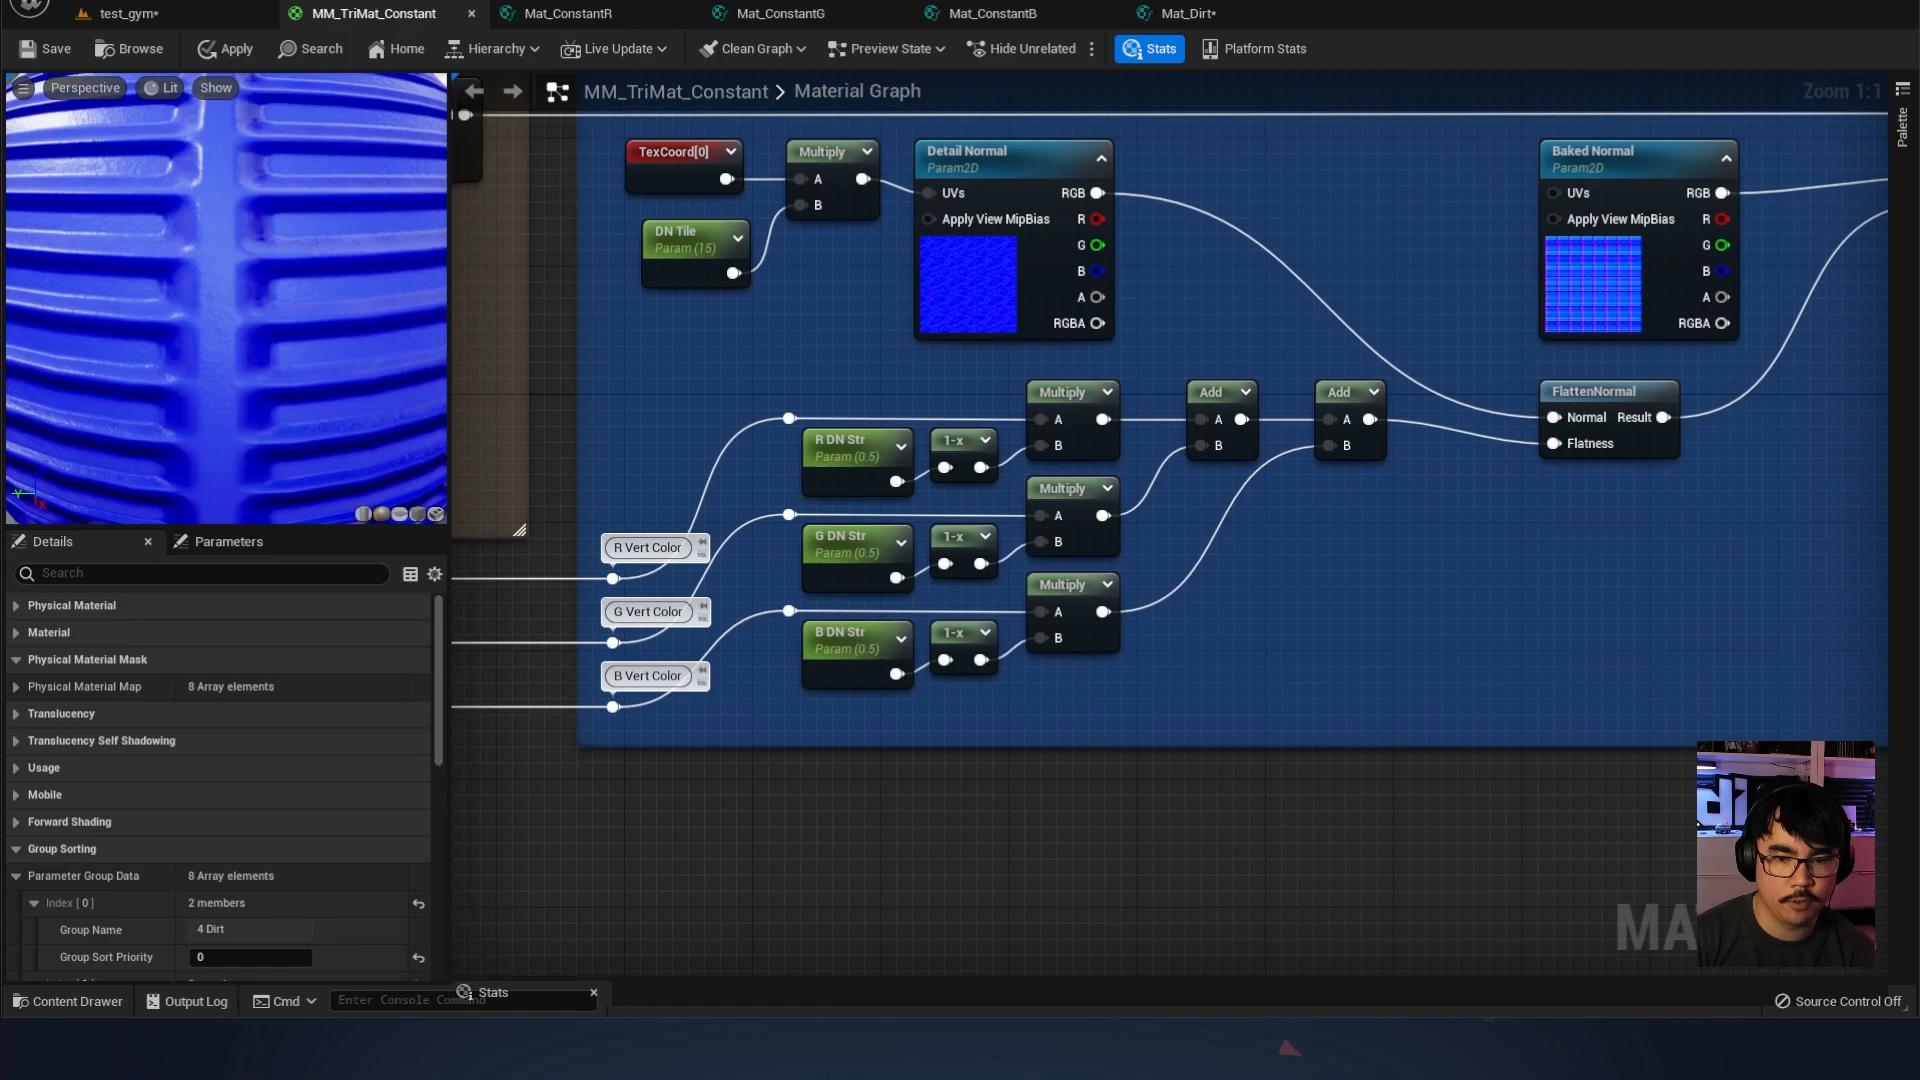 test_gym*
MM_TriMat_Constant
Mat_ConstantR
Mat_ConstantG
Mat_ConstantB
Mat_Dirt*
Save
Browse
Apply
Search
Home
Hierarchy
Live Update
Clean Graph
Preview State
Hide Unrelated
Stats
Platform Stats
Perspective
Lit
Show
MM_TriMat_Constant > Material Graph
Zoom 1:1
Palette
TexCoord[0]
Multiply
A
B
DN Tile
Param (15)
Detail Normal
Param2D
UVs
RGB
Apply View MipBias
R
G
B
A
RGBA
Baked Normal
Param2D
UVs
RGB
Apply View MipBias
R
G
B
A
RGBA
Multiply
A
B
Add
A
B
Add
A
B
FlattenNormal
Normal Result
Flatness
R DN Str
Param (0.5)
1-x
Multiply
A
B
G DN Str
Param (0.5)
1-x
Multiply
A
B
B DN Str
Param (0.5)
1-x
R Vert Color
G Vert Color
B Vert Color
Details
Parameters
Search
Physical Material
Material
Physical Material Mask
Physical Material Map 8 Array elements
Translucency
Translucency Self Shadowing
Usage
Mobile
Forward Shading
Group Sorting
Parameter Group Data 8 Array elements
Index [ 0 ] 2 members
Group Name 4 Dirt
Group Sort Priority 0
MA
Stats
Content Drawer
Output Log
Cmd
Enter Console Command
Source Control Off